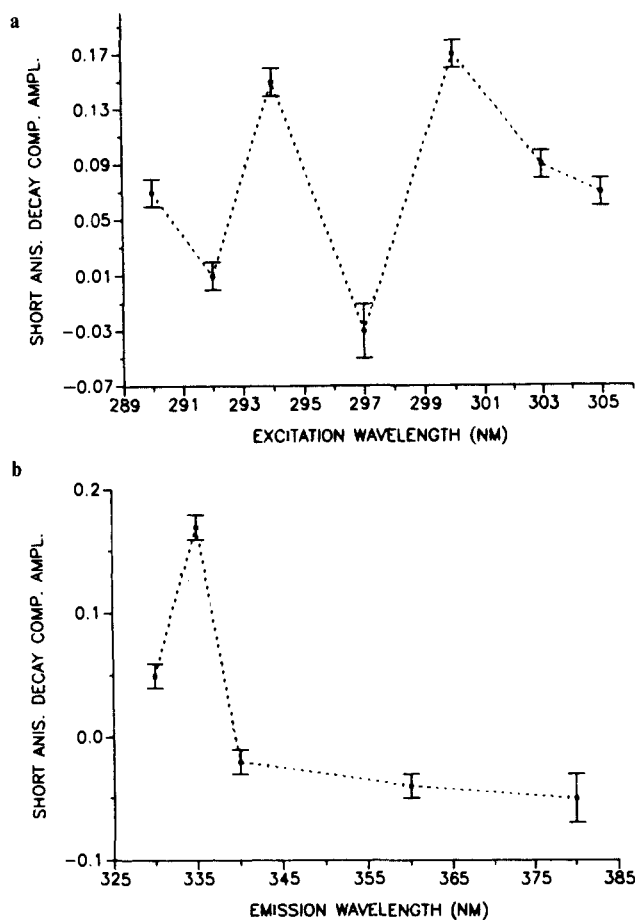 a
SHORT ANIS. DECAY COMP. AMPL.
0.17
0.13
0.09
0.05
0.01
-0.03
-0.07
289 291 293 295 297 299 301 303 305
EXCITATION WAVELENGTH (NM)
b
SHORT ANIS. DECAY COMP. AMPL.
0.2
0.1
0.0
-0.1
325 335 345 355 365 375 385
EMISSION WAVELENGTH (NM)